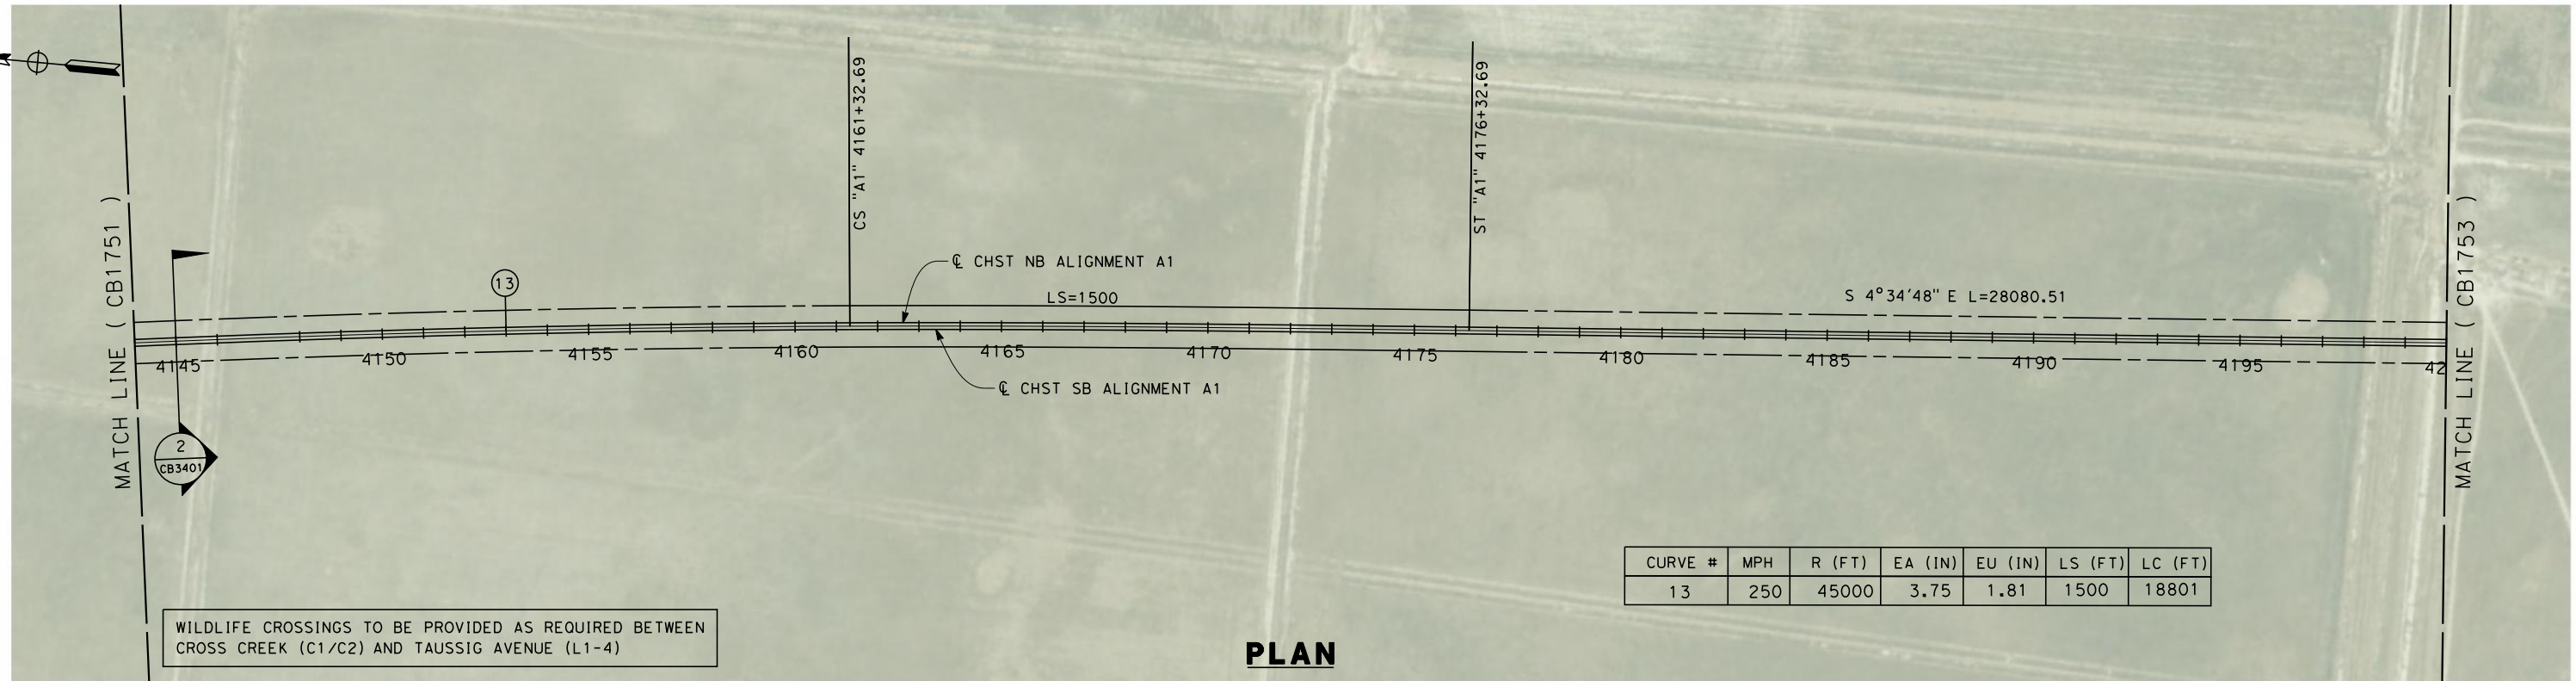 CS "A1" 4161+32.69
ST "A1" 4176+32.69
MATCH LINE ( CB1751 )
MATCH LINE ( CB1753 )
13
℄ CHST NB ALIGNMENT A1
LS=1500
S 4°34'48" E L=28080.51
4145 4150 4155 4160 4165 4170 4175 4180 4185 4190 4195 42
℄ CHST SB ALIGNMENT A1
2
CB3401
CURVE # MPH R (FT) EA (IN) EU (IN) LS (FT) LC (FT)
13 250 45000 3.75 1.81 1500 18801
WILDLIFE CROSSINGS TO BE PROVIDED AS REQUIRED BETWEEN
CROSS CREEK (C1/C2) AND TAUSSIG AVENUE (L1-4)
PLAN